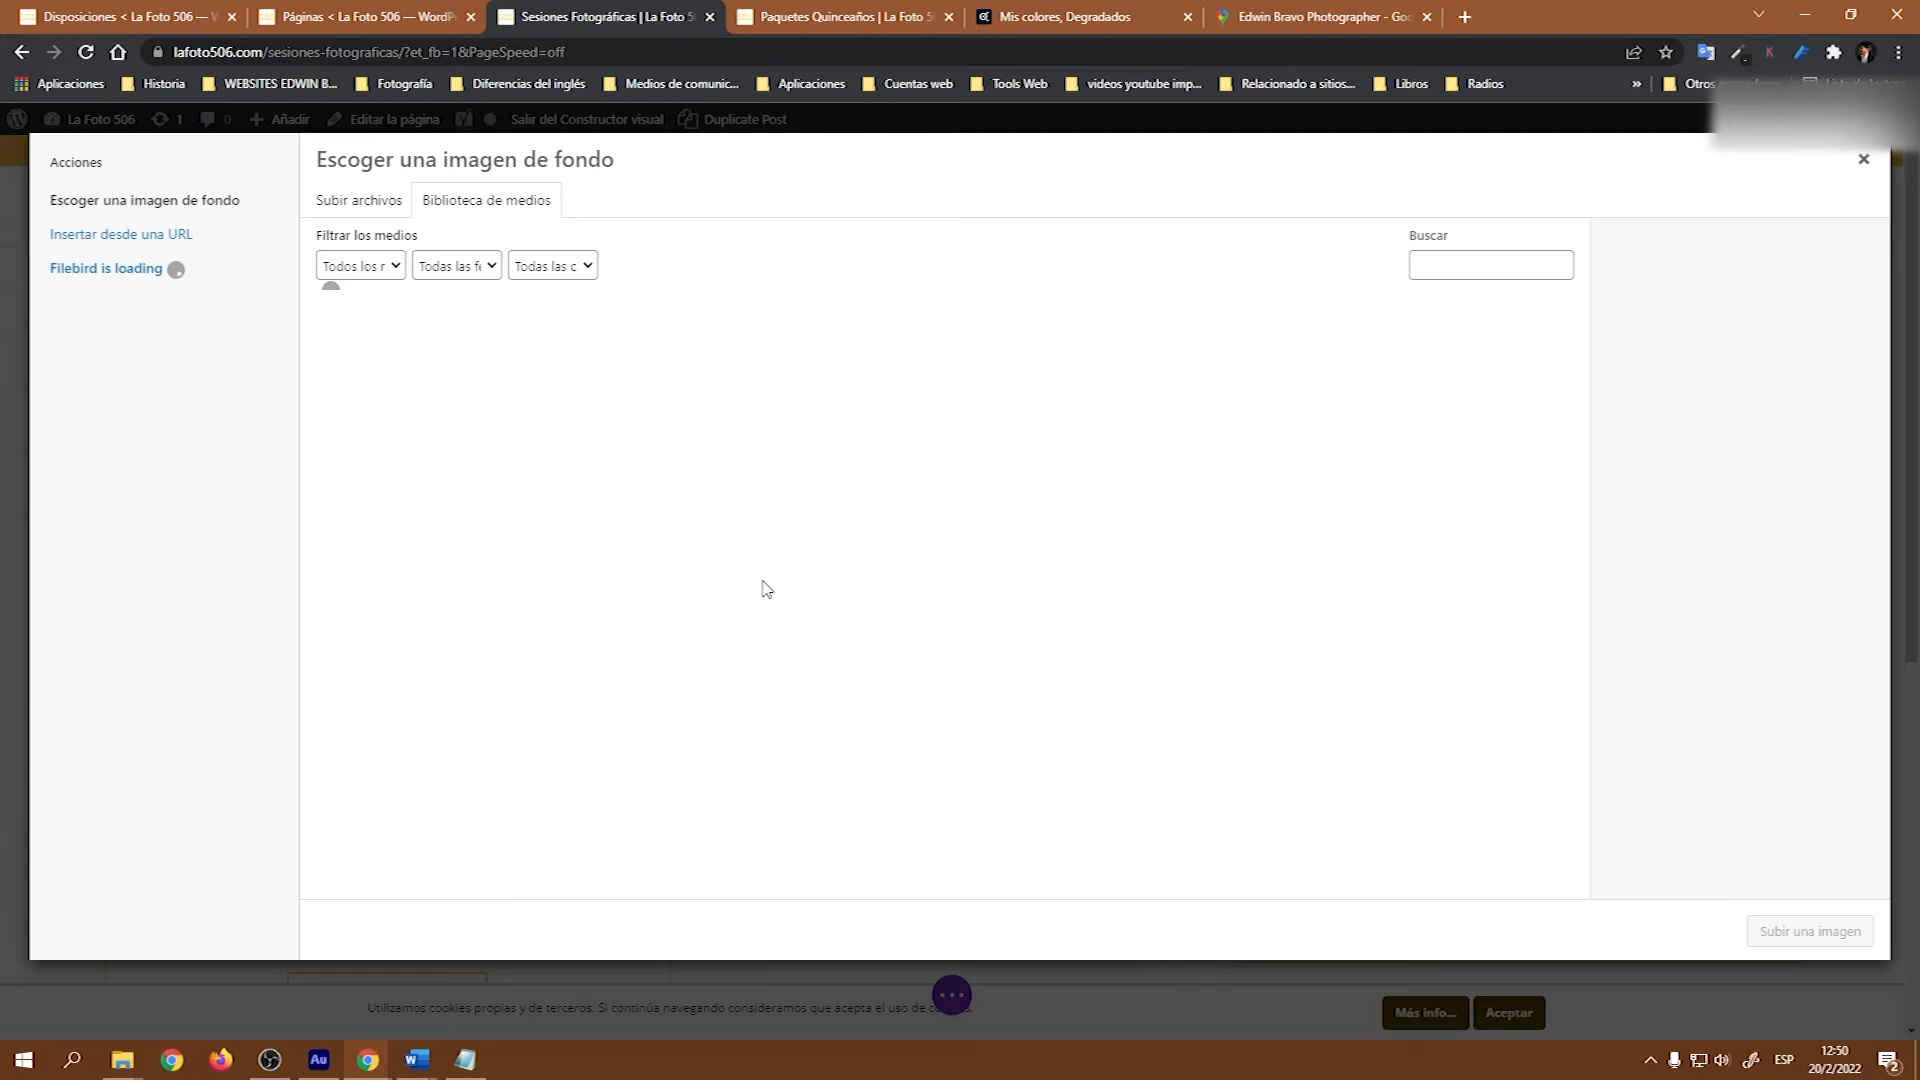 Disposiciones < La Foto 506 — W
Páginas < La Foto 506 — WordPr
Sesiones Fotográficas | La Foto 5
Paquetes Quinceaños | La Foto 5
Mis colores, Degradados
Edwin Bravo Photographer - Goo
lafoto506.com/sesiones-fotograficas/?et_fb=1&PageSpeed=off
Aplicaciones
Historia
WEBSITES EDWIN B...
Fotografía
Diferencias del inglés
Medios de comunic...
Aplicaciones
Cuentas web
Tools Web
videos youtube imp...
Relacionado a sitios...
Libros
Radios
»
Otros
La Foto 506
1
0
Añadir
Editar la página
Salir del Constructor visual
Duplicate Post
Acciones
Escoger una imagen de fondo
Insertar desde una URL
Filebird is loading
Escoger una imagen de fondo
Subir archivos
Biblioteca de medios
Filtrar los medios
Todos los r
Todas las fe
Todas las c
Buscar
Subir una imagen
Utilizamos cookies propias y de terceros. Si continúa navegando consideramos que acepta el uso de
Más info...
Aceptar
Au
ESP
12:50
20/2/2022
2